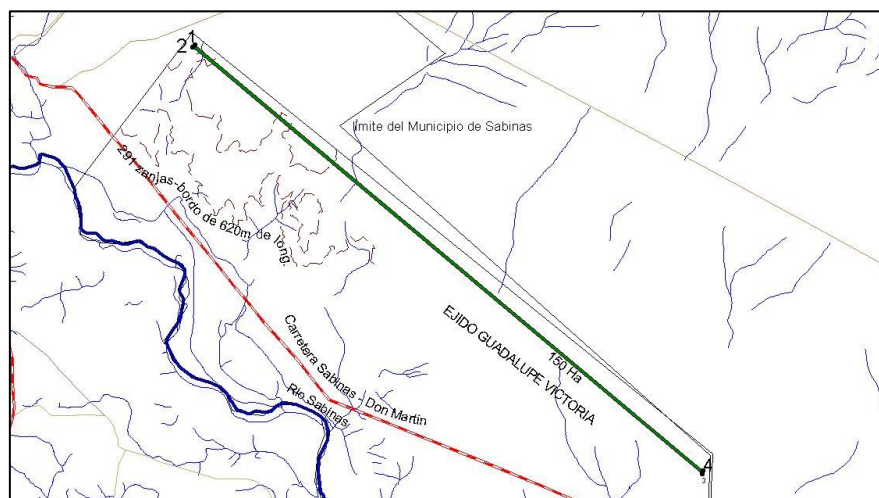 1
2
límite del Municipio de Sabinas
291 zanjas-bordo de 620m de long.
EJIDO GUADALUPE VICTORIA
150 Ha
Carretera Sabinas - Don Martín
Río Sabinas
4
3